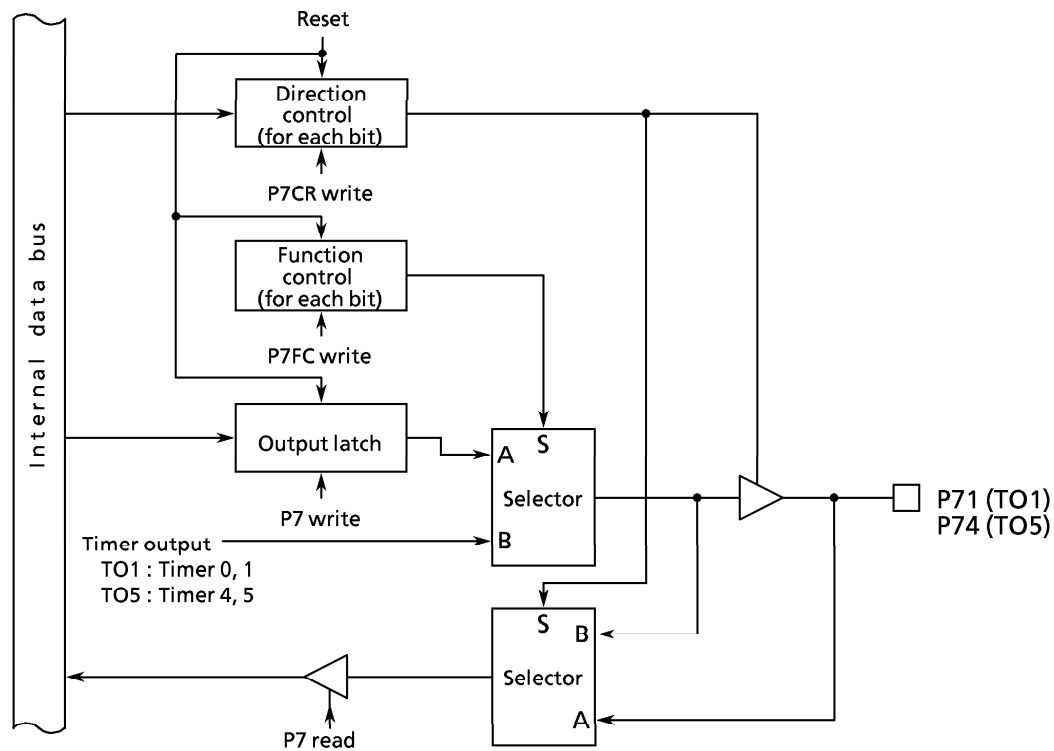 Reset
Direction
control
(for each bit)
P7CR write
Internal data bus
Function
control
(for each bit)
P7FC write
Output latch
P7 write
S
A
Selector
B
P71 (TO1)
P74 (TO5)
Timer output
TO1 : Timer 0, 1
TO5 : Timer 4, 5
S
B
Selector
A
P7 read